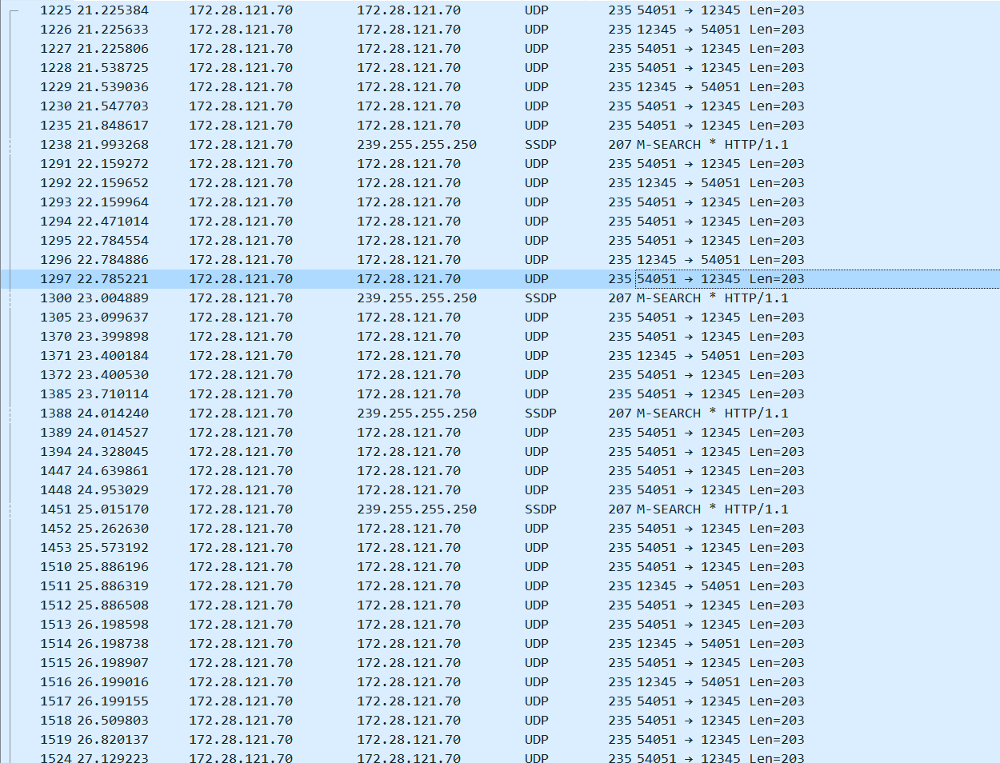 1225 21.225384 172.28.121.70 172.28.121.70 UDP 235 54051 → 12345 Len=203
1226 21.225633 172.28.121.70 172.28.121.70 UDP 235 12345 → 54051 Len=203
1227 21.225806 172.28.121.70 172.28.121.70 UDP 235 54051 → 12345 Len=203
1228 21.538725 172.28.121.70 172.28.121.70 UDP 235 54051 → 12345 Len=203
1229 21.539036 172.28.121.70 172.28.121.70 UDP 235 12345 → 54051 Len=203
1230 21.547703 172.28.121.70 172.28.121.70 UDP 235 54051 → 12345 Len=203
1235 21.848617 172.28.121.70 172.28.121.70 UDP 235 54051 → 12345 Len=203
1238 21.993268 172.28.121.70 239.255.255.250 SSDP 207 M-SEARCH * HTTP/1.1
1291 22.159272 172.28.121.70 172.28.121.70 UDP 235 54051 → 12345 Len=203
1292 22.159652 172.28.121.70 172.28.121.70 UDP 235 12345 → 54051 Len=203
1293 22.159964 172.28.121.70 172.28.121.70 UDP 235 54051 → 12345 Len=203
1294 22.471014 172.28.121.70 172.28.121.70 UDP 235 54051 → 12345 Len=203
1295 22.784554 172.28.121.70 172.28.121.70 UDP 235 54051 → 12345 Len=203
1296 22.784886 172.28.121.70 172.28.121.70 UDP 235 12345 → 54051 Len=203
1297 22.785221 172.28.121.70 172.28.121.70 UDP 235 54051 → 12345 Len=203
1300 23.004889 172.28.121.70 239.255.255.250 SSDP 207 M-SEARCH * HTTP/1.1
1305 23.099637 172.28.121.70 172.28.121.70 UDP 235 54051 → 12345 Len=203
1370 23.399898 172.28.121.70 172.28.121.70 UDP 235 54051 → 12345 Len=203
1371 23.400184 172.28.121.70 172.28.121.70 UDP 235 12345 → 54051 Len=203
1372 23.400530 172.28.121.70 172.28.121.70 UDP 235 54051 → 12345 Len=203
1385 23.710114 172.28.121.70 172.28.121.70 UDP 235 54051 → 12345 Len=203
1388 24.014240 172.28.121.70 239.255.255.250 SSDP 207 M-SEARCH * HTTP/1.1
1389 24.014527 172.28.121.70 172.28.121.70 UDP 235 54051 → 12345 Len=203
1394 24.328045 172.28.121.70 172.28.121.70 UDP 235 54051 → 12345 Len=203
1447 24.639861 172.28.121.70 172.28.121.70 UDP 235 54051 → 12345 Len=203
1448 24.953029 172.28.121.70 172.28.121.70 UDP 235 54051 → 12345 Len=203
1451 25.015170 172.28.121.70 239.255.255.250 SSDP 207 M-SEARCH * HTTP/1.1
1452 25.262630 172.28.121.70 172.28.121.70 UDP 235 54051 → 12345 Len=203
1453 25.573192 172.28.121.70 172.28.121.70 UDP 235 54051 → 12345 Len=203
1510 25.886196 172.28.121.70 172.28.121.70 UDP 235 54051 → 12345 Len=203
1511 25.886319 172.28.121.70 172.28.121.70 UDP 235 12345 → 54051 Len=203
1512 25.886508 172.28.121.70 172.28.121.70 UDP 235 54051 → 12345 Len=203
1513 26.198598 172.28.121.70 172.28.121.70 UDP 235 54051 → 12345 Len=203
1514 26.198738 172.28.121.70 172.28.121.70 UDP 235 12345 → 54051 Len=203
1515 26.198907 172.28.121.70 172.28.121.70 UDP 235 54051 → 12345 Len=203
1516 26.199016 172.28.121.70 172.28.121.70 UDP 235 12345 → 54051 Len=203
1517 26.199155 172.28.121.70 172.28.121.70 UDP 235 54051 → 12345 Len=203
1518 26.509803 172.28.121.70 172.28.121.70 UDP 235 54051 → 12345 Len=203
1519 26.820137 172.28.121.70 172.28.121.70 UDP 235 54051 → 12345 Len=203
1524 27.129223 172.28.121.70 172.28.121.70 UDP 235 54051 → 12345 Len=203